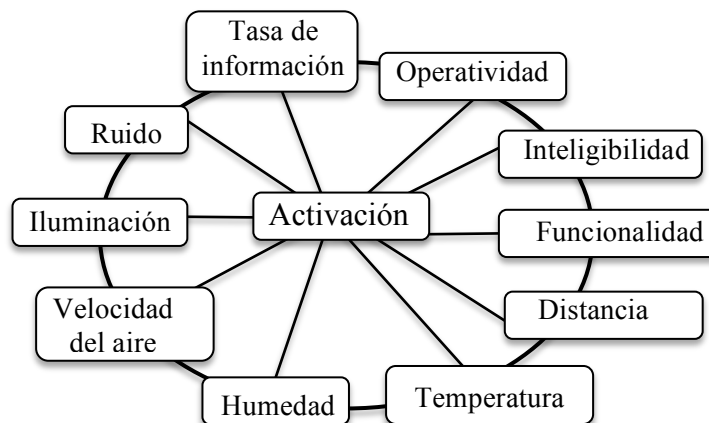 Tasa de
información
Operatividad
Ruido
Inteligibilidad
Iluminación
Activación
Funcionalidad
Velocidad
del aire
Distancia
Humedad
Temperatura